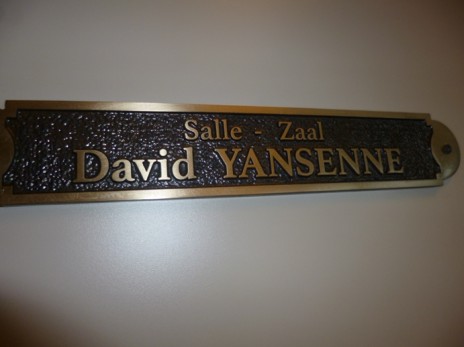 Salle - Zaal
David YANSENNE